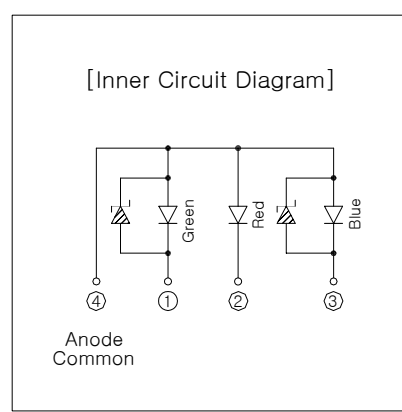 [Inner Circuit Diagram]
Green
Red
Blue
④ ① ② ③
Anode
Common